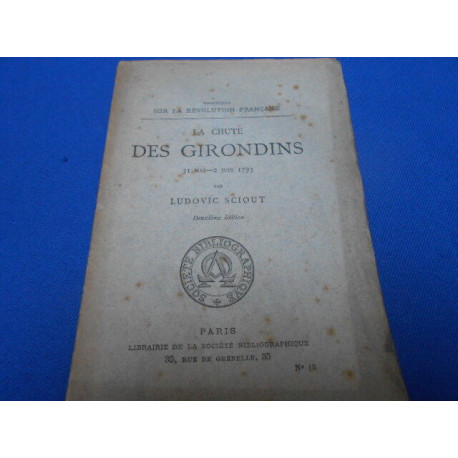 SUR LA RÉVOLUTION FRANÇAISE
LA CHUTE
DES GIRONDINS
31 MAI—2 JUIN 1793
PAR
LUDOVIC SCIOUT
Deuxième édition
SOCIÉTÉ BIBLIOGRAPHIQUE
PARIS
LIBRAIRIE DE LA SOCIÉTÉ BIBLIOGRAPHIQUE
35, RUE DE GRENELLE, 35
N°